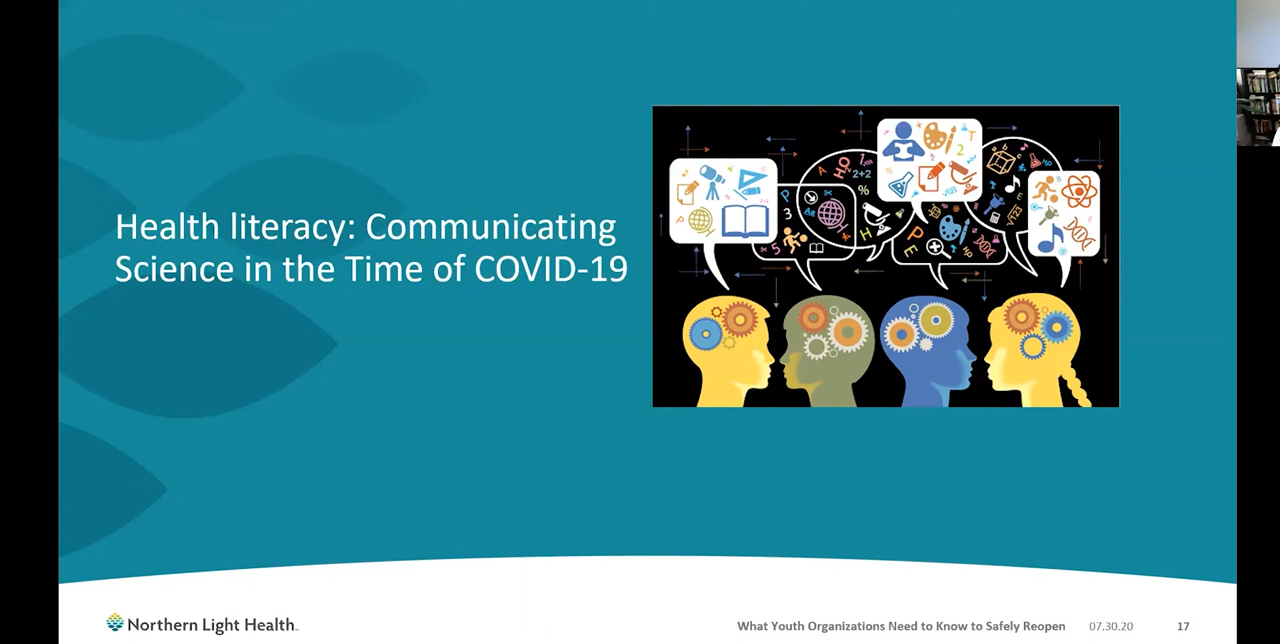 Health literacy: Communicating
Science in the Time of COVID-19
Northern Light Health
What Youth Organizations Need to Know to Safely Reopen
07.30.20
17